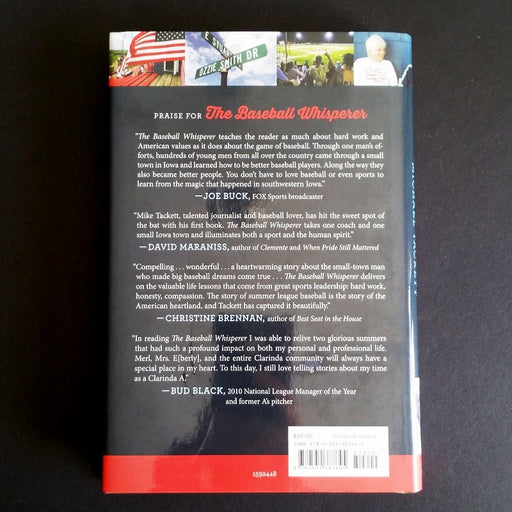 E STUART
OZZIE SMITH DR
PRAISE FOR The Baseball Whisperer
"The Baseball Whisperer teaches the reader as much about hard work and
American values as it does about the game of baseball. Through one man's ef-
forts, hundreds of young men from all over the country came through a small
town in Iowa and learned how to be better baseball players. Along the way they
also became better people. You don't have to love baseball or even sports to
learn from the magic that happened in southwestern Iowa."
—JOE BUCK, FOX Sports broadcaster
"Mike Tackett, talented journalist and baseball lover, has hit the sweet spot of
the bat with his first book. The Baseball Whisperer takes one coach and one
small Iowa town and illuminates both a sport and the human spirit."
—DAVID MARANISS, author of Clemente and When Pride Still Mattered
"Compelling . . . wonderful . . . a heartwarming story about the small-town man
who made big baseball dreams come true . . . The Baseball Whisperer delivers
on the valuable life lessons that come from great sports leadership: hard work,
honesty, compassion. The story of summer league baseball is the story of the
American heartland, and Tackett has captured it beautifully."
—CHRISTINE BRENNAN, author of Best Seat in the House
"In reading The Baseball Whisperer I was able to relive two glorious summers
that had such a profound impact on both my personal and professional life.
Merl, Mrs. E[berly], and the entire Clarinda community will always have a
special place in my heart. To this day, I still love telling stories about my time
as a Clarinda A."
—BUD BLACK, 2010 National League Manager of the Year
and former A's pitcher
1592448